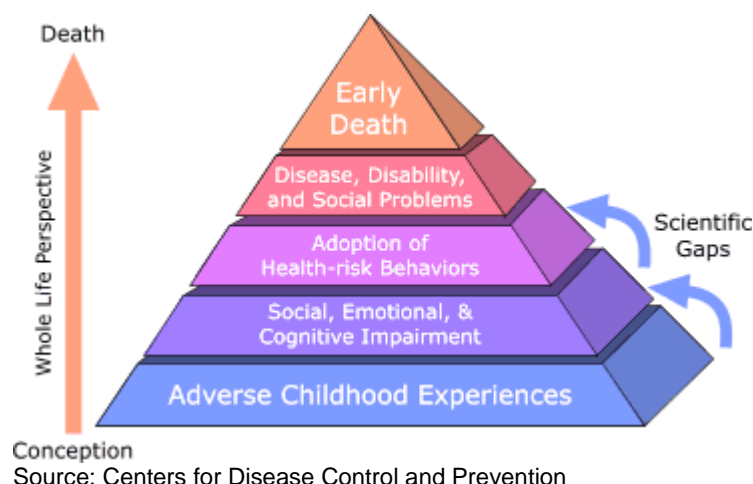 Death
Early
Death
Disease, Disability,
and Social Problems
Scientific
Gaps
Adoption of
Health-risk Behaviors
Whole Life Perspective
Social, Emotional, &
Cognitive Impairment
Adverse Childhood Experiences
Conception
Source: Centers for Disease Control and Prevention